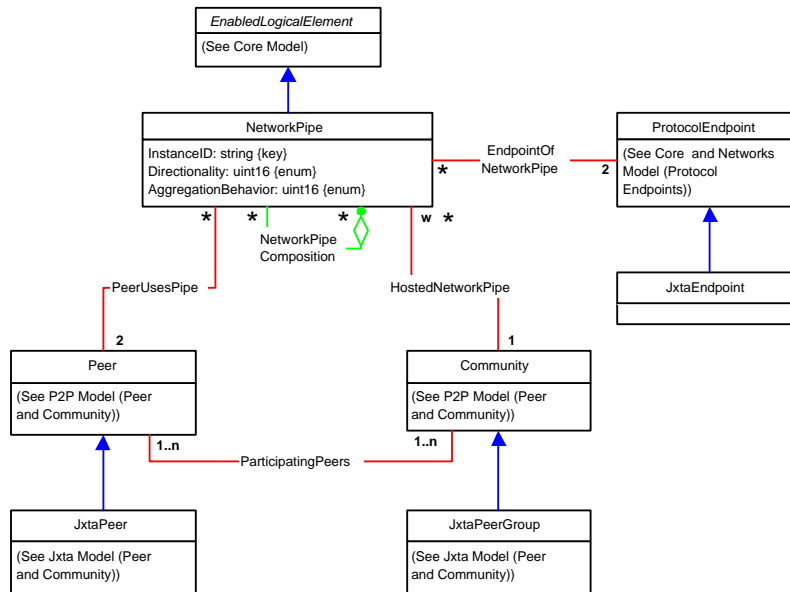 EnabledLogicalElement
(See Core Model)
NetworkPipe
InstanceID: string {key}
Directionality: uint16 {enum}
AggregationBehavior: uint16 {enum}
ProtocolEndpoint
(See Core and Networks
Model (Protocol
Endpoints))
EndpointOf
NetworkPipe
*
2
*
*
*
w
*
NetworkPipe
Composition
JxtaEndpoint
PeerUsesPipe
HostedNetworkPipe
2
1
Peer
(See P2P Model (Peer
and Community))
Community
(See P2P Model (Peer
and Community))
1..n
1..n
ParticipatingPeers
JxtaPeer
(See Jxta Model (Peer
and Community))
JxtaPeerGroup
(See Jxta Model (Peer
and Community))